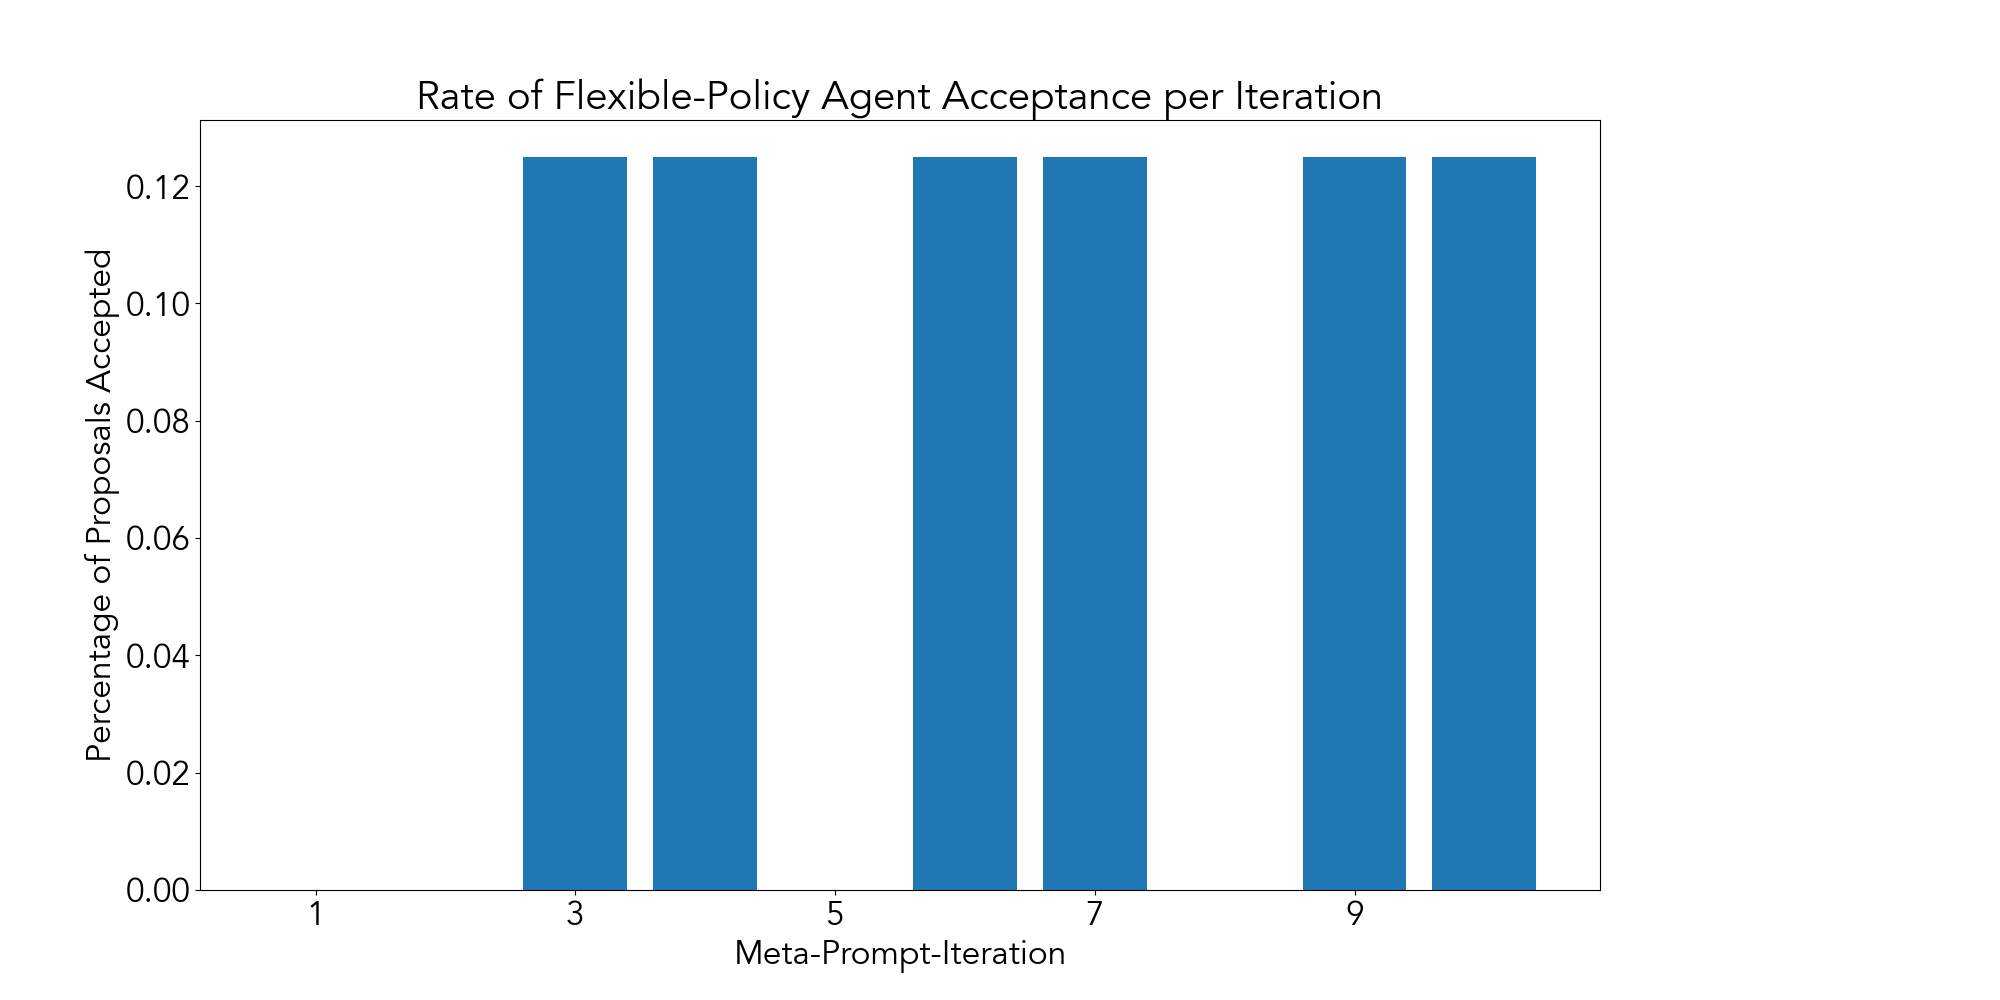 Rate of Flexible-Policy Agent Acceptance per Iteration
Percentage of Proposals Accepted
0.12
0.10
0.08
0.06
0.04
0.02
0.00
1 3 5 7 9
Meta-Prompt-Iteration